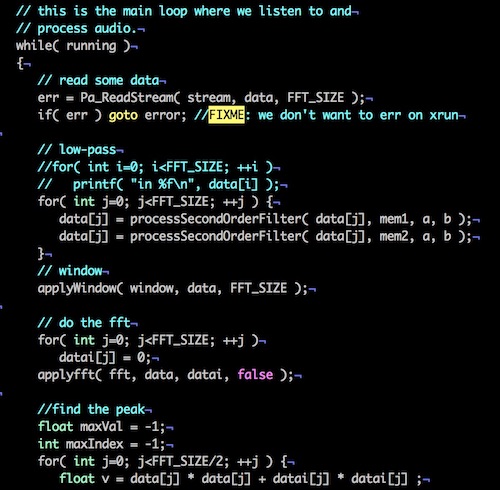 // this is the main loop where we listen to and¬
// process audio.¬
while( running )¬
{¬
// read some data¬
err = Pa_ReadStream( stream, data, FFT_SIZE );¬
if( err ) goto error; //FIXME: we don't want to err on xrun¬
¬
// low-pass¬
//for( int i=0; i<FFT_SIZE; ++i )¬
//   printf( "in %f\n", data[i] );¬
for( int j=0; j<FFT_SIZE; ++j ) {¬
data[j] = processSecondOrderFilter( data[j], mem1, a, b );¬
data[j] = processSecondOrderFilter( data[j], mem2, a, b );¬
}¬
// window¬
applyWindow( window, data, FFT_SIZE );¬
¬
// do the fft¬
for( int j=0; j<FFT_SIZE; ++j )¬
datai[j] = 0;¬
applyfft( fft, data, datai, false );¬
¬
//find the peak¬
float maxVal = -1;¬
int maxIndex = -1;¬
for( int j=0; j<FFT_SIZE/2; ++j ) {¬
float v = data[j] * data[j] + datai[j] * datai[j] ;¬